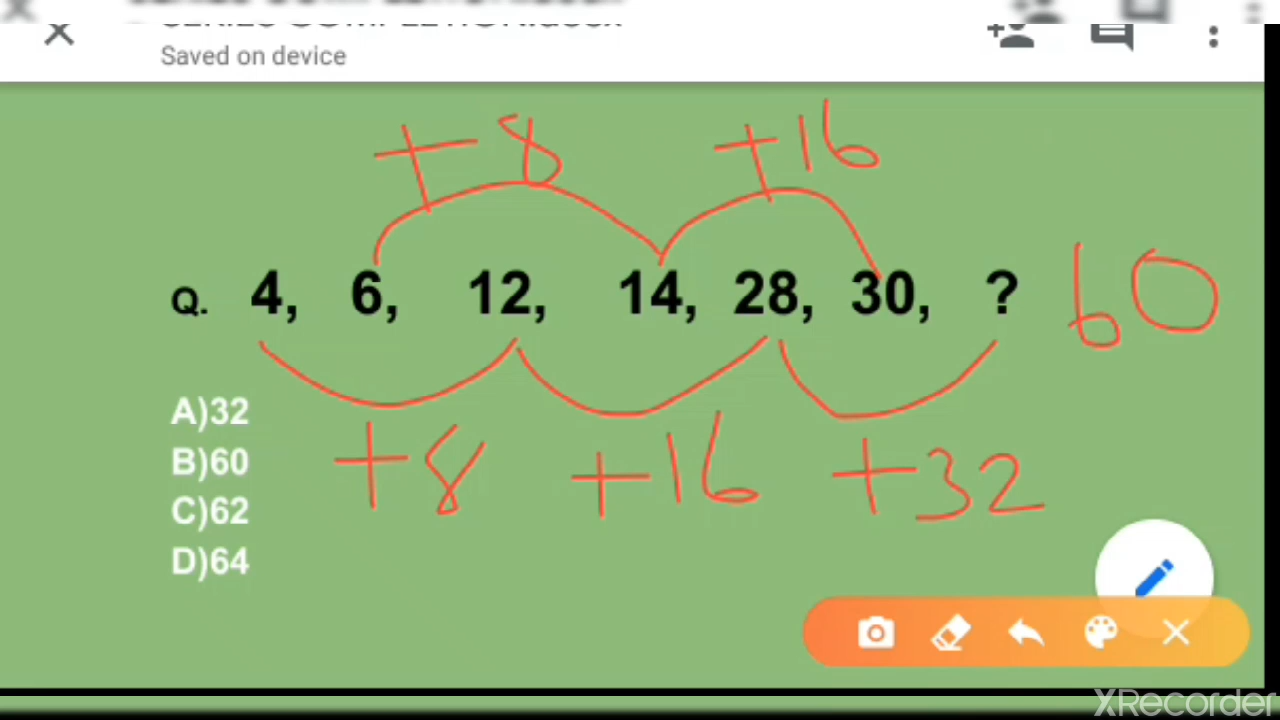 Saved on device
+8 +16
Q. 4, 6, 12, 14, 28, 30, ? 60
A)32
B)60
C)62
D)64
+8 +16 +32
XRecorder